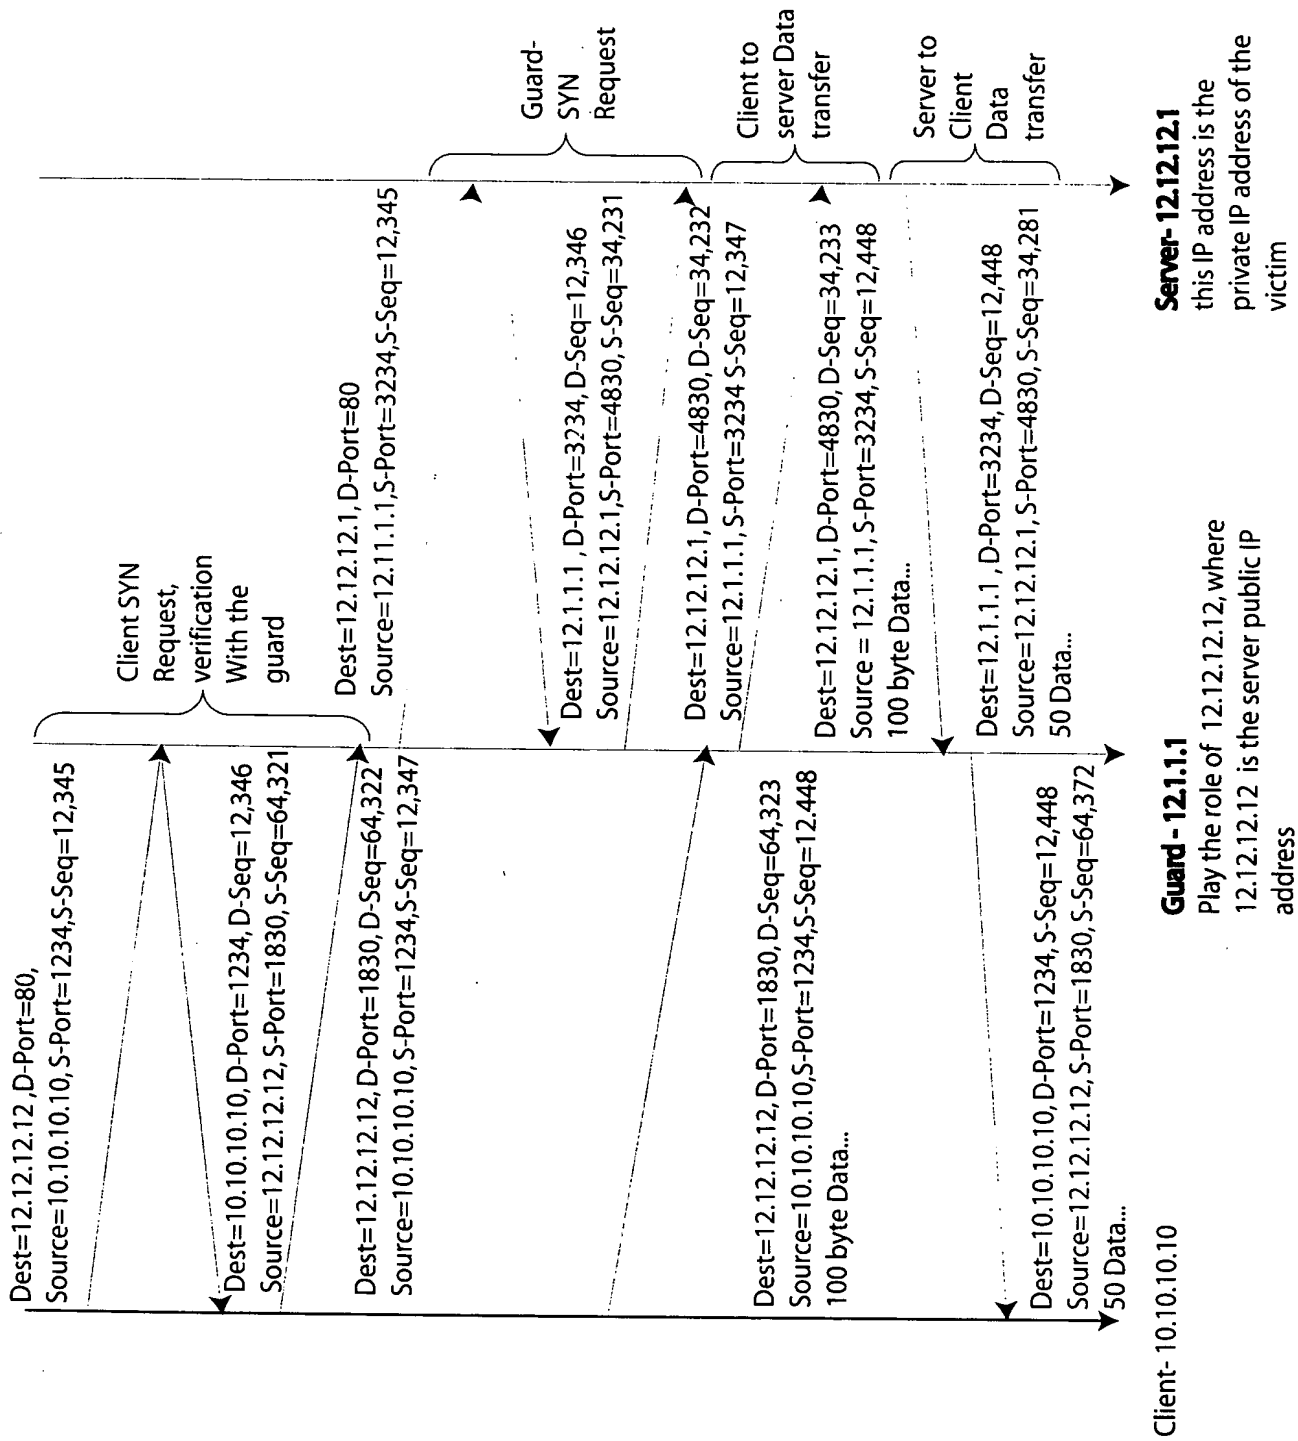 Dest=12.12.12.12 ,D-Port=80,
Source=10.10.10.10, S-Port=1234,S-Seq=12,345
Client SYN
Request,
verification
With the
guard
Dest=10.10.10.10, D-Port=1234, D-Seq=12,346
Source=12.12.12.12, S-Port=1830, S-Seq=64,321
Dest=12.12.12.12, D-Port=1830, D-Seq=64,322
Source=10.10.10.10, S-Port=1234,S-Seq=12,347
Dest=12.12.12.1, D-Port=80
Source=12.11.1.1,S-Port=3234,S-Seq=12,345
Guard-
SYN
Request
Dest=12.1.1.1 , D-Port=3234, D-Seq=12,346
Source=12.12.12.1,S-Port=4830, S-Seq=34,231
Dest=12.12.12.1, D-Port=4830, D-Seq=34,232
Source=12.1.1.1, S-Port=3234 S-Seq=12,347
Client to
server Data
transfer
Dest=12.12.12.12, D-Port=1830, D-Seq=64,323
Source=10.10.10.10,S-Port=1234,S-Seq=12.448
100 byte Data...
Dest=12.12.12.1, D-Port=4830, D-Seq=34,233
Source = 12.1.1.1, S-Port=3234, S-Seq=12,448
100 byte Data...
Server to
Client
Data
transfer
Dest=12.1.1.1 , D-Port=3234, D-Seq=12,448
Source=12.12.12.1, S-Port=4830, S-Seq=34,281
50 Data...
Dest=10.10.10.10, D-Port=1234, S-Seq=12,448
Source=12.12.12.12, S-Port=1830, S-Seq=64,372
50 Data...
Client- 10.10.10.10
Guard - 12.1.1.1
Play the role of 12.12.12.12, where
12.12.12.12 is the server public IP
address
Server- 12.12.12.1
this IP address is the
private IP address of the
victim